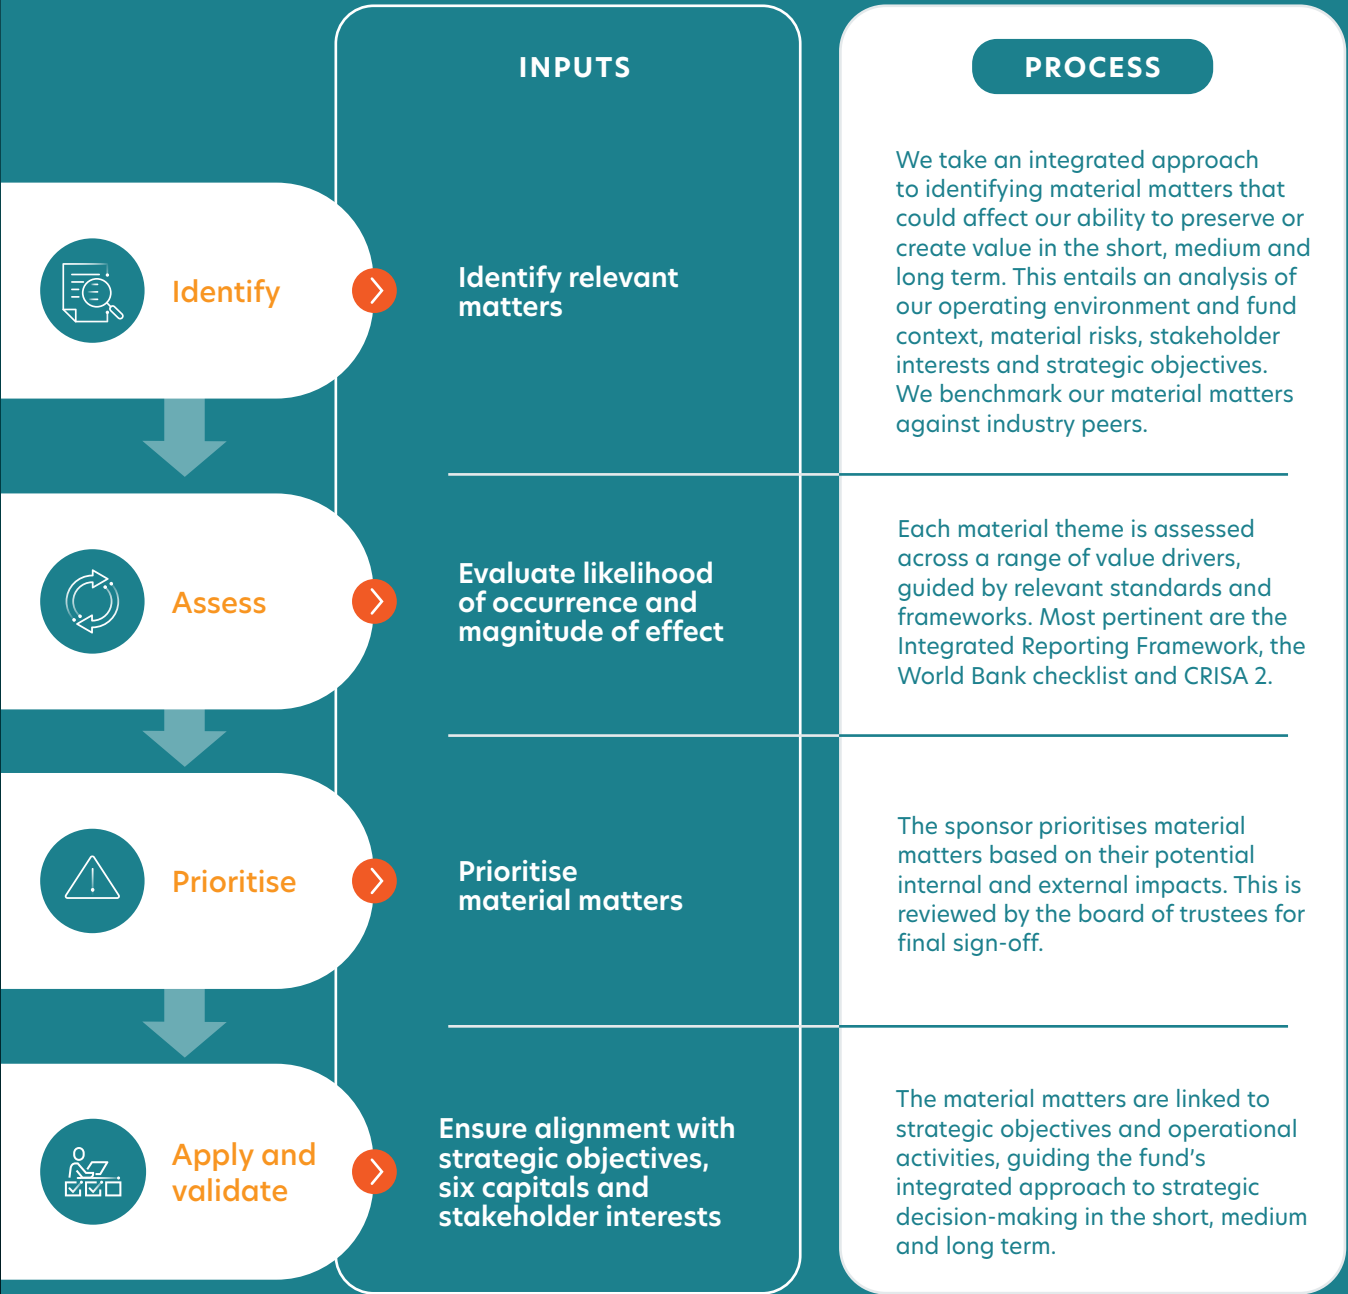 INPUTS
PROCESS
Identify
Identify relevant
matters
We take an integrated approach
to identifying material matters that
could affect our ability to preserve or
create value in the short, medium and
long term. This entails an analysis of
our operating environment and fund
context, material risks, stakeholder
interests and strategic objectives.
We benchmark our material matters
against industry peers.
Assess
Evaluate likelihood
of occurrence and
magnitude of effect
Each material theme is assessed
across a range of value drivers,
guided by relevant standards and
frameworks. Most pertinent are the
Integrated Reporting Framework, the
World Bank checklist and CRISA 2.
Prioritise
Prioritise
material matters
The sponsor prioritises material
matters based on their potential
internal and external impacts. This is
reviewed by the board of trustees for
final sign-off.
Apply and
validate
Ensure alignment with
strategic objectives,
six capitals and
stakeholder interests
The material matters are linked to
strategic objectives and operational
activities, guiding the fund's
integrated approach to strategic
decision-making in the short, medium
and long term.